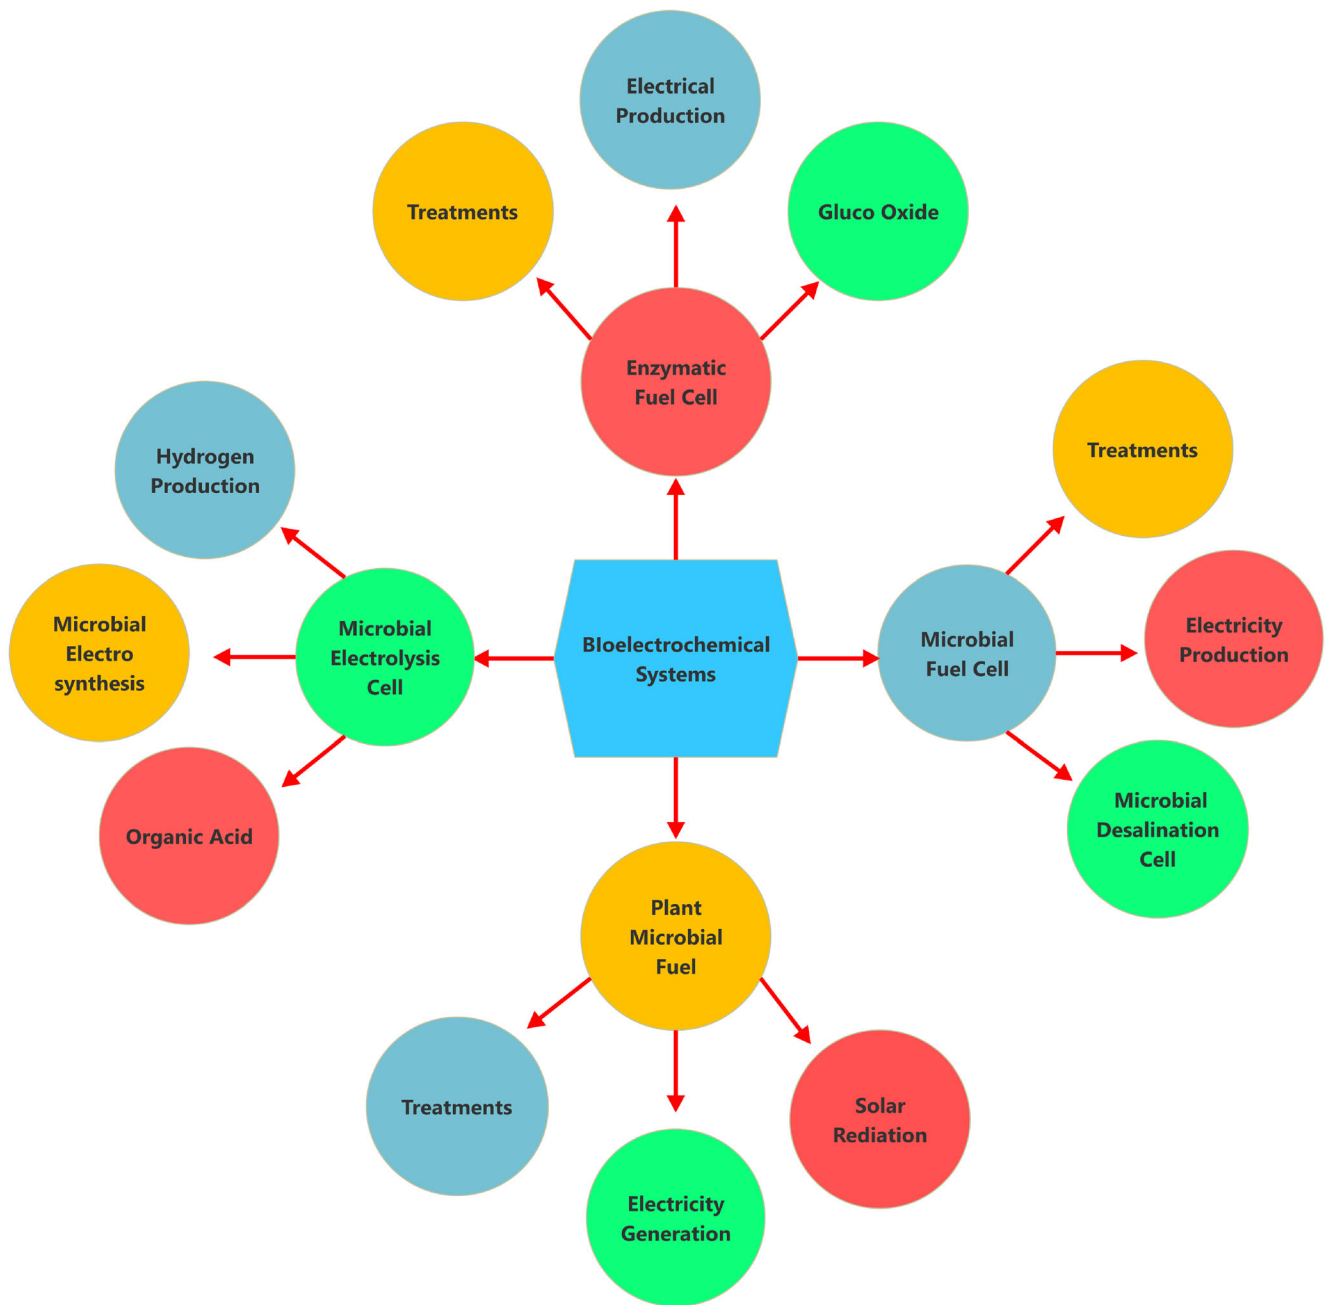 Electrical
Production
Treatments
Gluco Oxide
Enzymatic
Fuel Cell
Hydrogen
Production
Treatments
Microbial
Electro
synthesis
Microbial
Electrolysis
Cell
BIoelectrochemical
Systems
Microbial
Fuel Cell
Electricity
Production
Organic Acid
Microbial
Desalination
Cell
Plant
Microbial
Fuel
Treatments
Solar
Rediation
Electricity
Generation